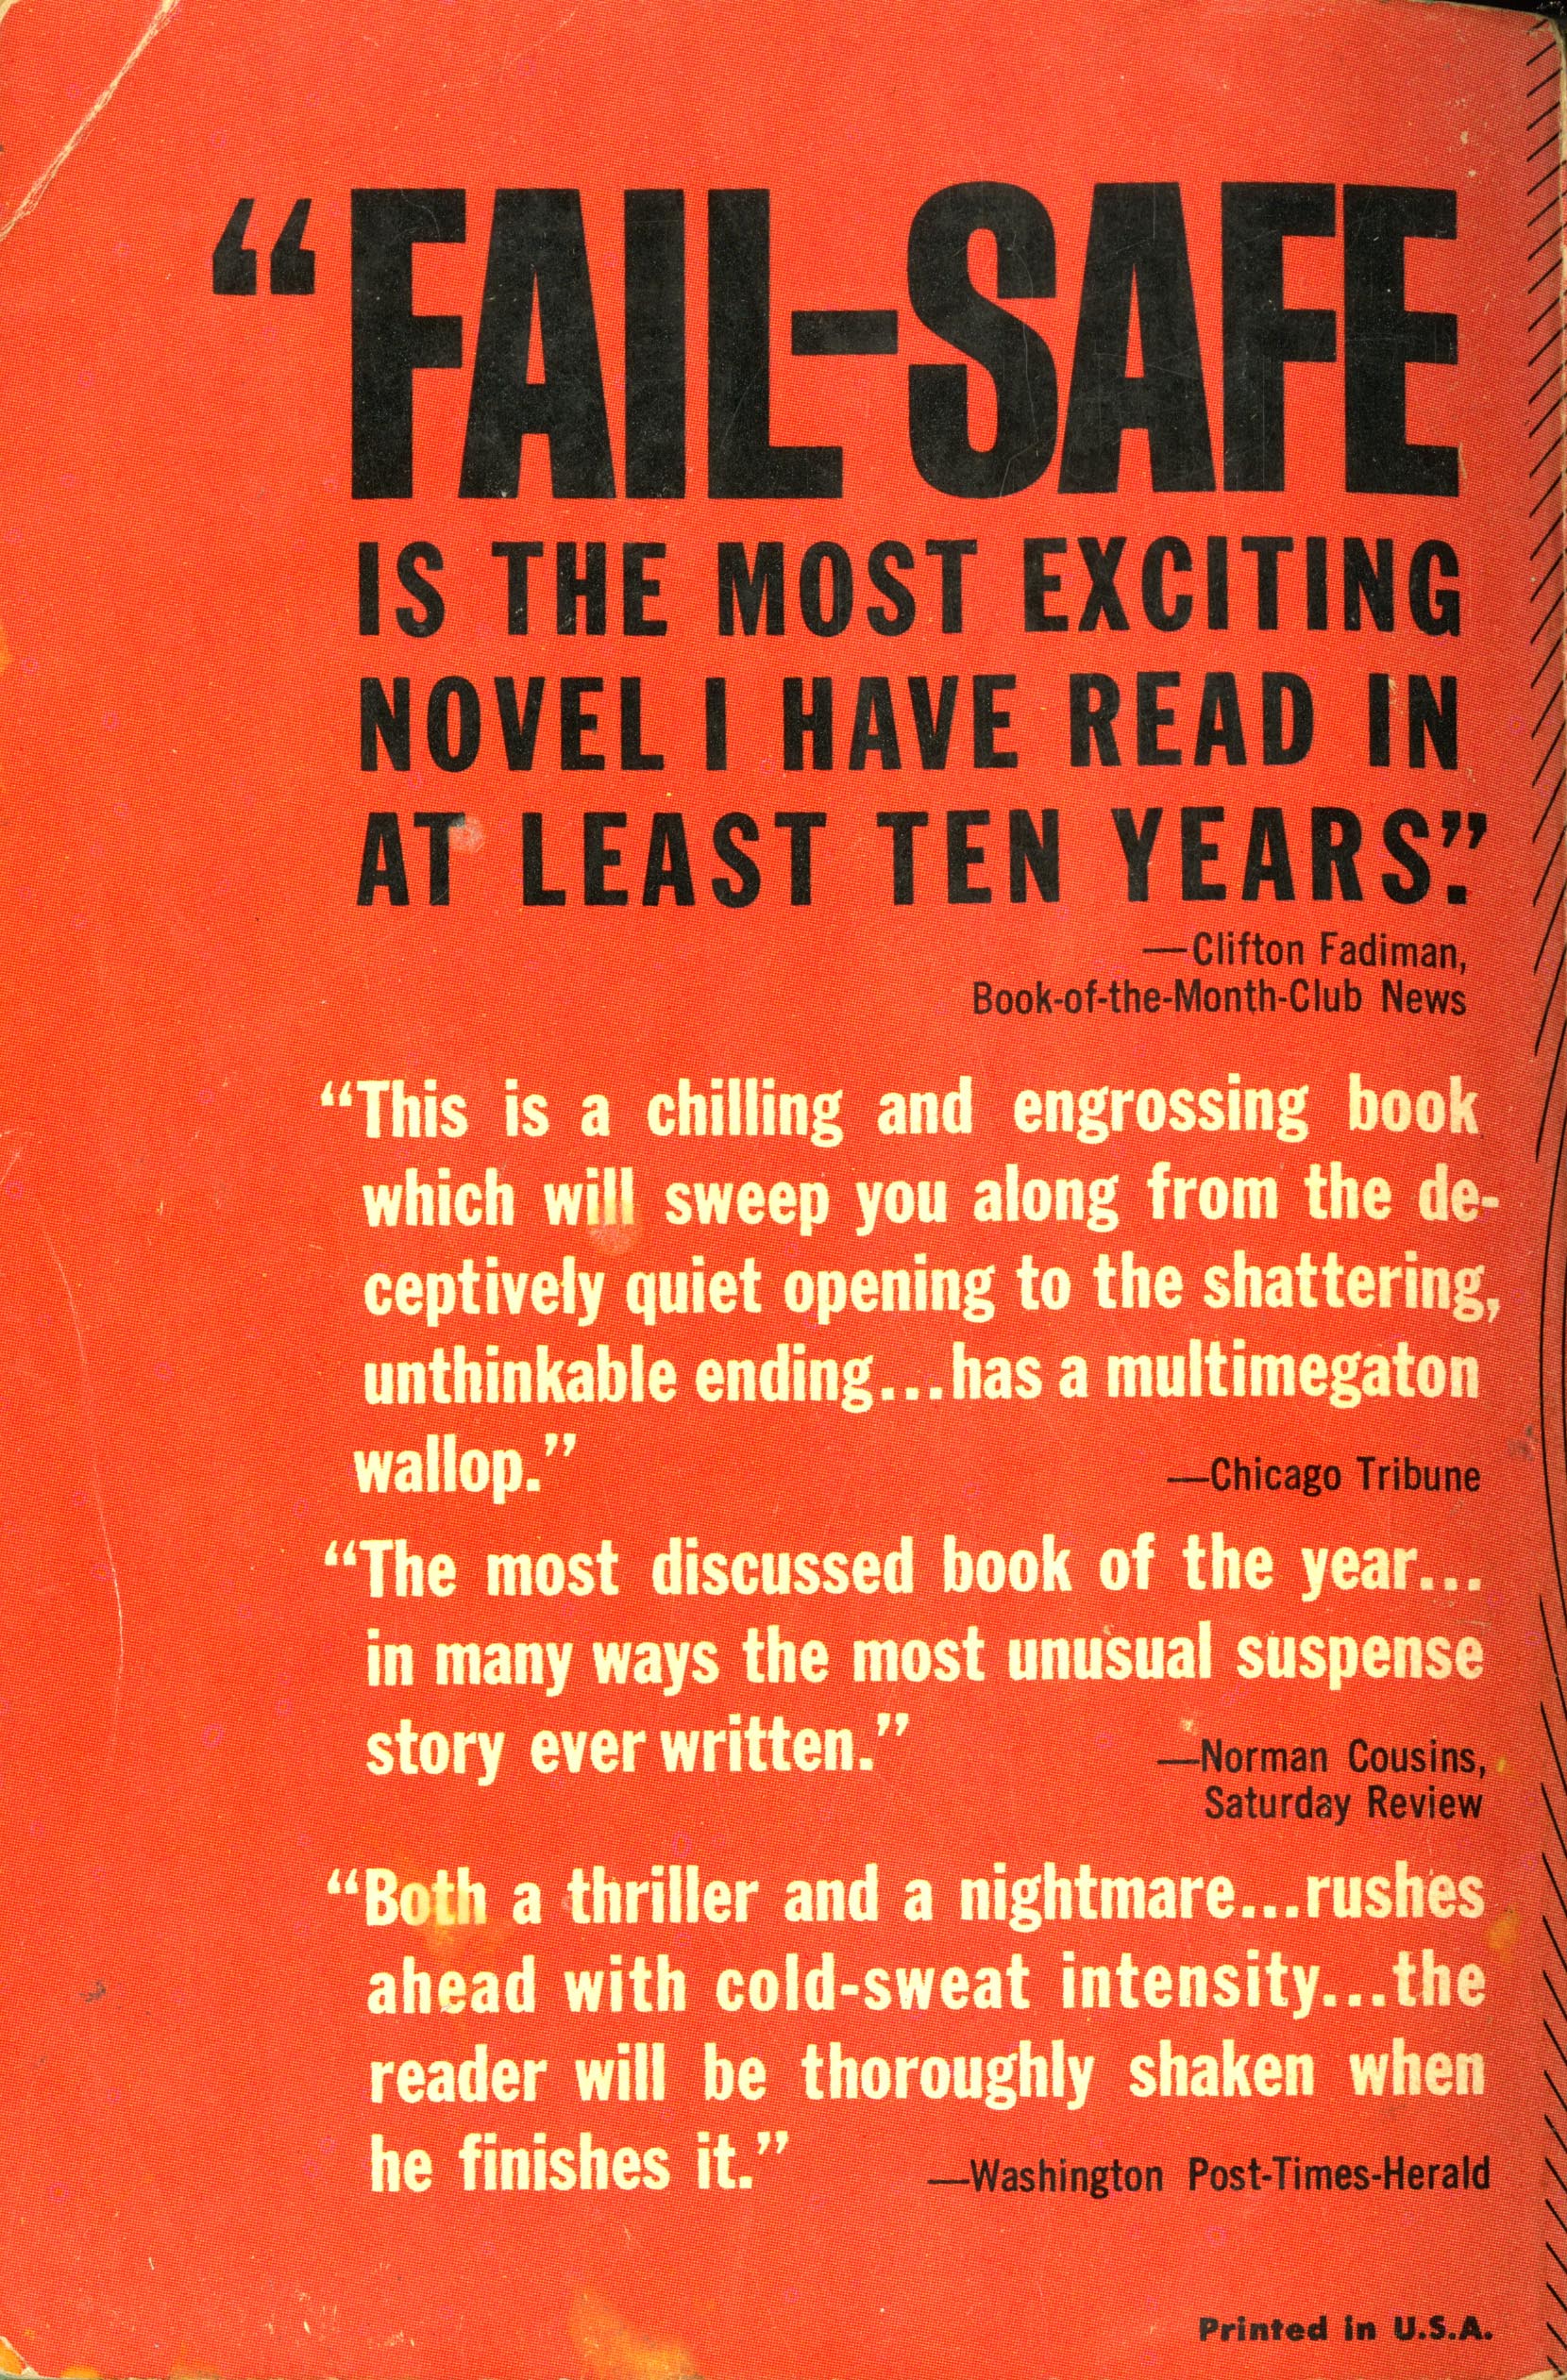 “FAIL-SAFE
IS THE MOST EXCITING
NOVEL I HAVE READ IN
AT LEAST TEN YEARS.”
—Clifton Fadiman,
Book-of-the-Month-Club News
“This is a chilling and engrossing book
which will sweep you along from the de-
ceptively quiet opening to the shattering,
unthinkable ending...has a multimegaton
wallop.”
—Chicago Tribune
“The most discussed book of the year...
in many ways the most unusual suspense
story ever written.”
—Norman Cousins,
Saturday Review
“Both a thriller and a nightmare...rushes
ahead with cold-sweat intensity...the
reader will be thoroughly shaken when
he finishes it.”
—Washington Post-Times-Herald
Printed in U.S.A.